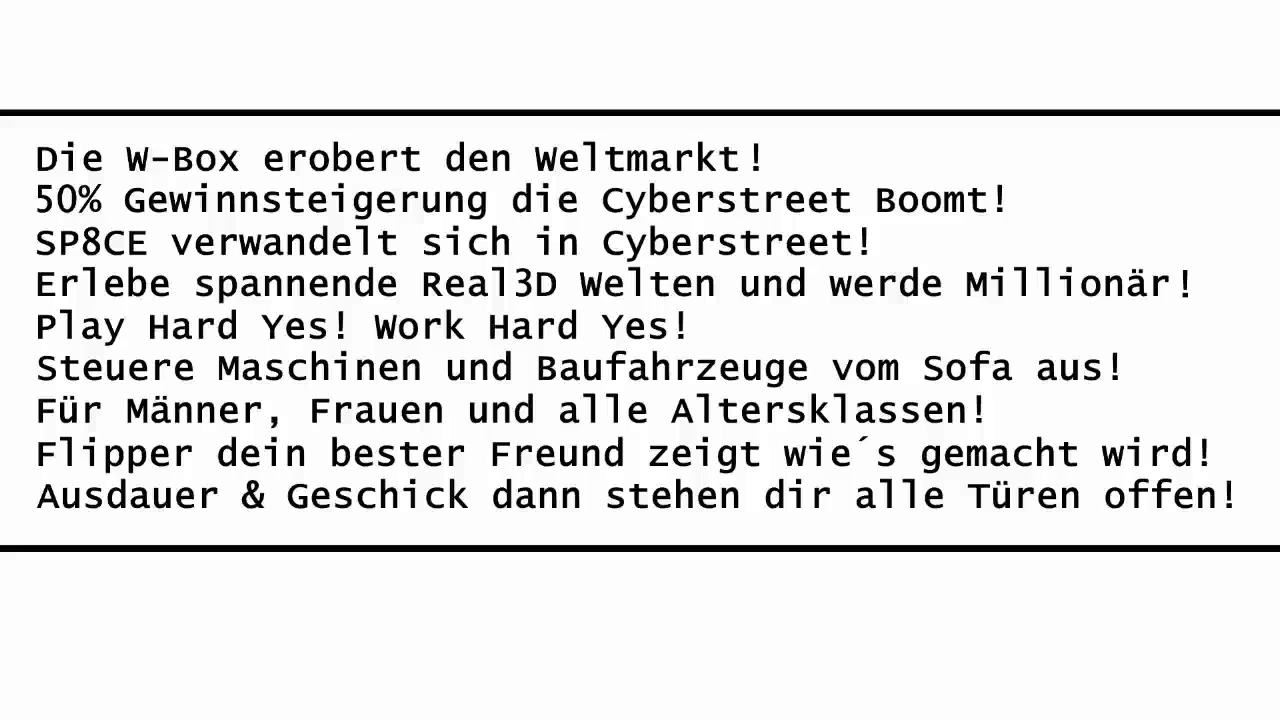 Die W-Box erobert den Weltmarkt!
50% Gewinnsteigerung die Cyberstreet Boomt!
SP8CE verwandelt sich in Cyberstreet!
Erlebe spannende Real3D Welten und werde Millionär!
Play Hard Yes! Work Hard Yes!
Steuere Maschinen und Baufahrzeuge vom Sofa aus!
Für Männer, Frauen und alle Altersklassen!
Flipper dein bester Freund zeigt wie´s gemacht wird!
Ausdauer & Geschick dann stehen dir alle Türen offen!